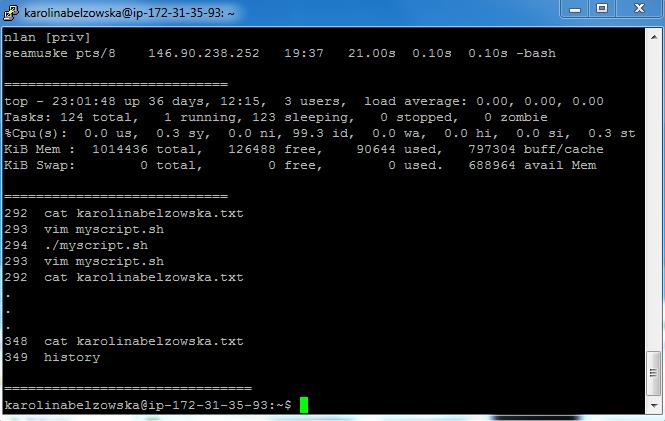 karolinabelzowska@ip-172-31-35-93: ~
nlan [priv]
seamuske pts/8    146.90.238.252   19:37   21.00s  0.10s  0.10s -bash
============================
top - 23:01:48 up 36 days, 12:15,  3 users,  load average: 0.00, 0.00, 0.00
Tasks: 124 total,   1 running, 123 sleeping,   0 stopped,   0 zombie
%Cpu(s):  0.0 us,  0.3 sy,  0.0 ni, 99.3 id,  0.0 wa,  0.0 hi,  0.0 si,  0.3 st
KiB Mem :  1014436 total,   126488 free,    90644 used,   797304 buff/cache
KiB Swap:        0 total,        0 free,        0 used.   688964 avail Mem
============================
292  cat karolinabelzowska.txt
293  vim myscript.sh
294  ./myscript.sh
293  vim myscript.sh
292  cat karolinabelzowska.txt
.
.
.
348  cat karolinabelzowska.txt
349  history
===============================
karolinabelzowska@ip-172-31-35-93:~$